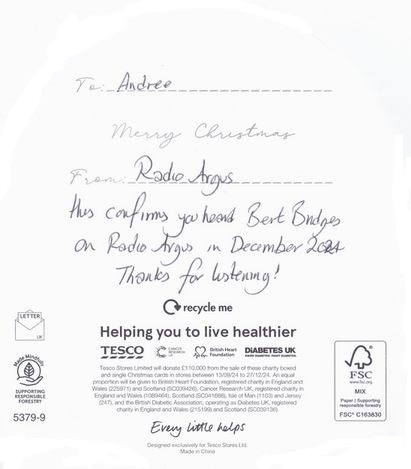 To: Andree
Merry Christmas
From: Radio Argus
this confirms you heard Bert Bridges
on Radio Argus in December 2024
Thanks for listening!
recycle me
Helping you to live healthier
TESCO CANCER RESEARCH UK British Heart Foundation DIABETES UK
KNOW DIABETES. FIGHT DIABETES.
Tesco Stores Limited will donate £110,000 from the sale of these charity boxed
and single Christmas cards in stores between 13/09/24 to 27/12/24. An equal
proportion will be given to British Heart Foundation, registered charity in England and
Wales (225971) and Scotland (SC039426), Cancer Research UK, registered charity in
England and Wales (1089464), Scotland (SC041666), Isle of Man (1103) and Jersey
(247), and the British Diabetic Association, operating as Diabetes UK, registered
charity in England and Wales (215199) and Scotland (SC039136).
Every little helps
Designed exclusively for Tesco Stores Ltd.
Made in China
LETTER
UK
Made Mindfully
SUPPORTING
RESPONSIBLE
FORESTRY
5379-9
FSC
www.fsc.org
MIX
Paper | Supporting
responsible forestry
FSC® C163830